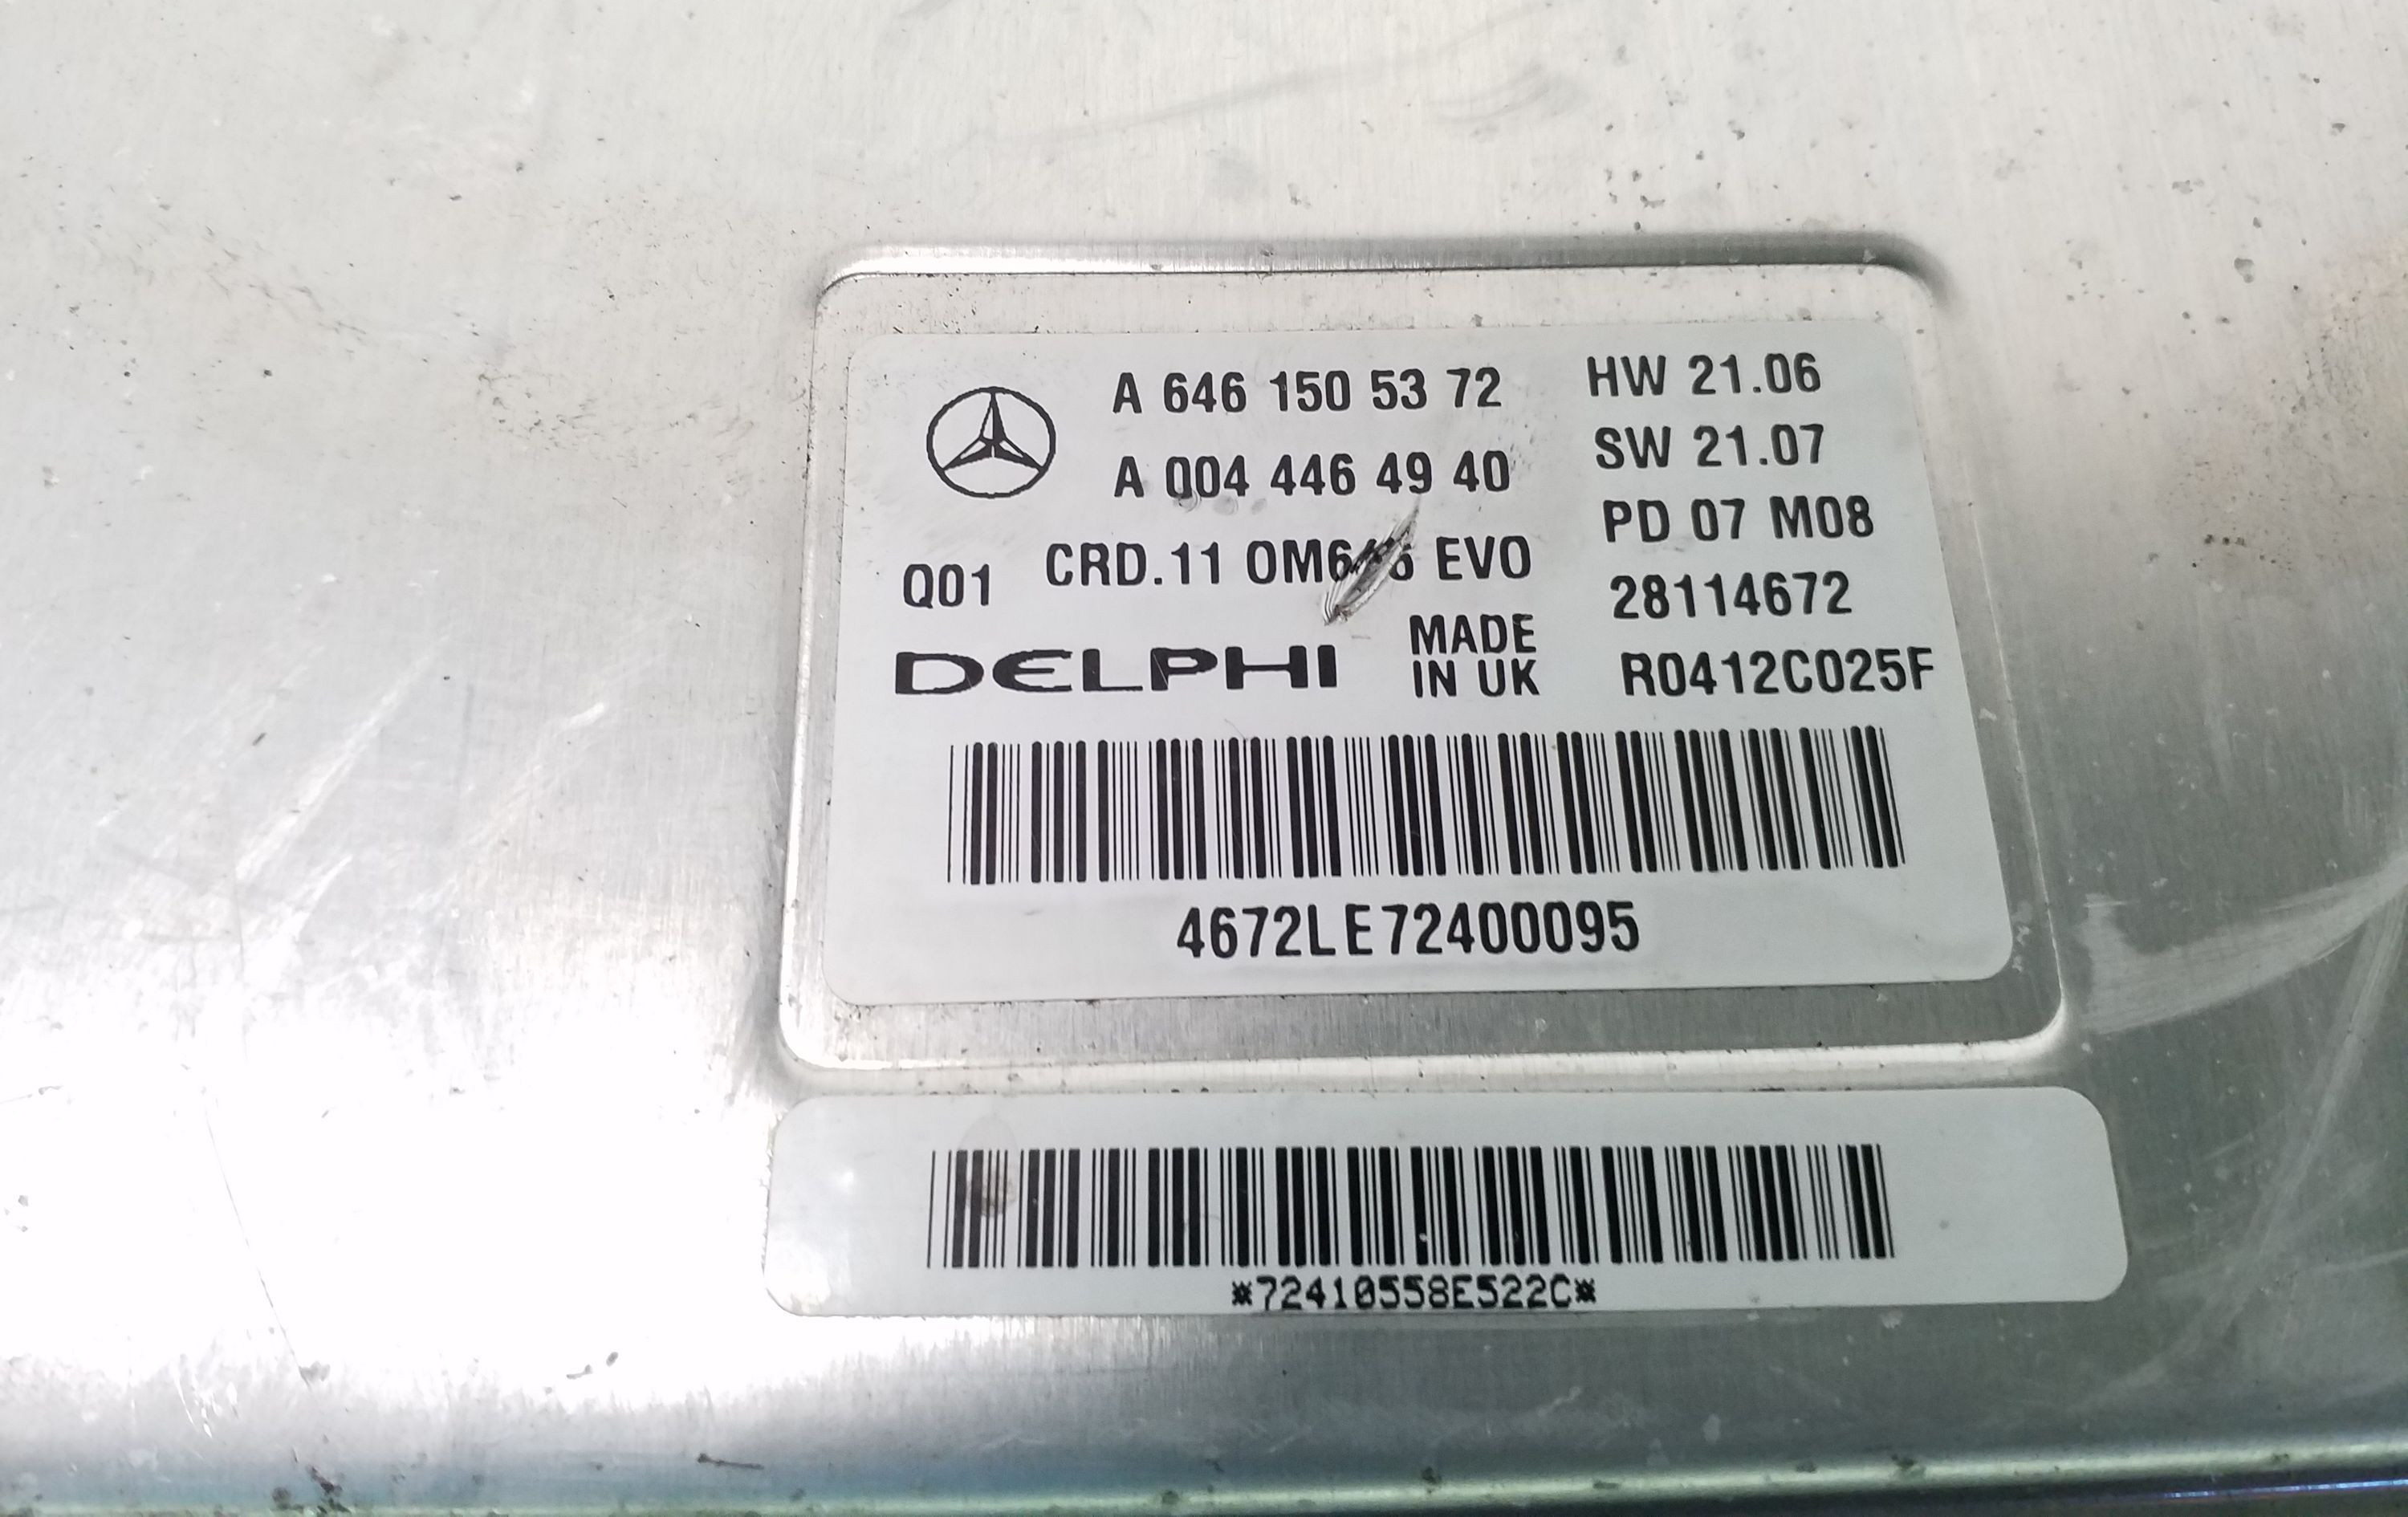 A 646 150 53 72
A 004 446 49 40
Q01 CRD.11 OM646 EVO
DELPHI
MADE
IN UK
HW 21.06
SW 21.07
PD 07 M08
28114672
R0412C025F
4672LE72400095
*72410558E522C*